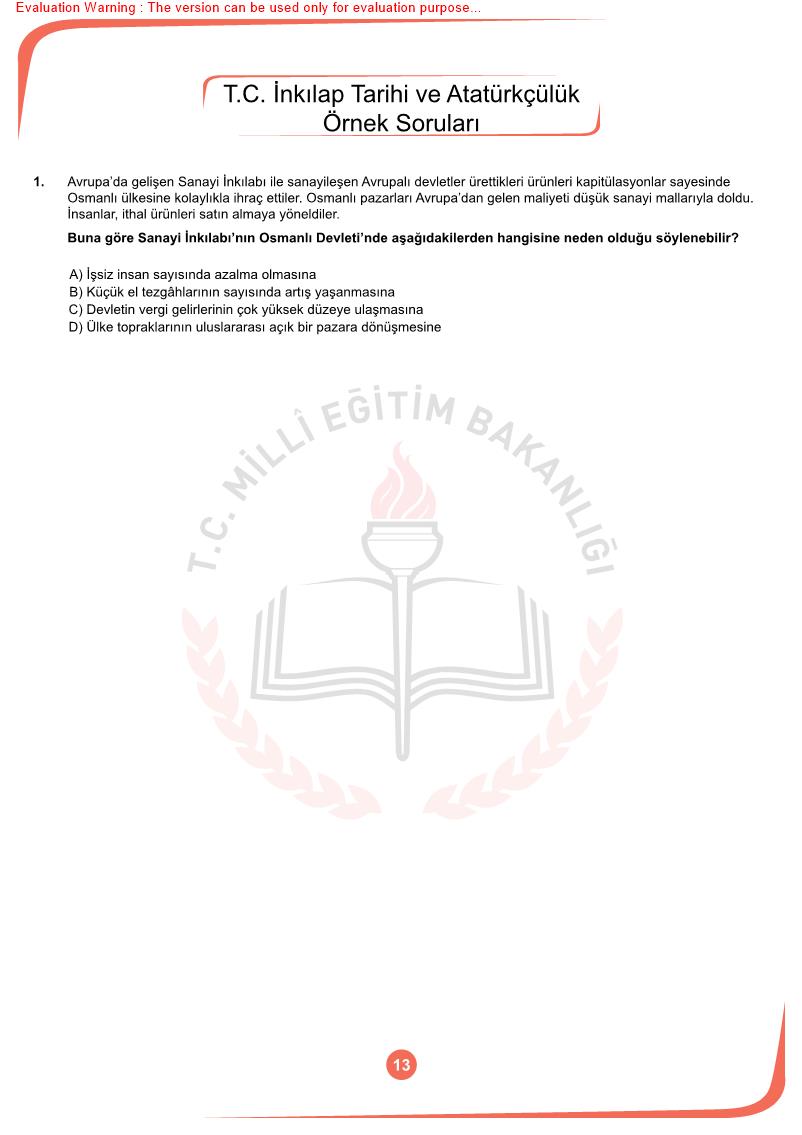 Evaluation Warning : The version can be used only for evaluation purpose...
T.C. İnkılap Tarihi ve Atatürkçülük
Örnek Soruları
1. Avrupa’da gelişen Sanayi İnkılabı ile sanayileşen Avrupalı devletler ürettikleri ürünleri kapitülasyonlar sayesinde
Osmanlı ülkesine kolaylıkla ihraç ettiler. Osmanlı pazarları Avrupa’dan gelen maliyeti düşük sanayi mallarıyla doldu.
İnsanlar, ithal ürünleri satın almaya yöneldiler.
Buna göre Sanayi İnkılabı’nın Osmanlı Devleti’nde aşağıdakilerden hangisine neden olduğu söylenebilir?
A) İşsiz insan sayısında azalma olmasına
B) Küçük el tezgâhlarının sayısında artış yaşanmasına
C) Devletin vergi gelirlerinin çok yüksek düzeye ulaşmasına
D) Ülke topraklarının uluslararası açık bir pazara dönüşmesine
T.C. MİLLÎ EĞİTİM BAKANLIĞI
13